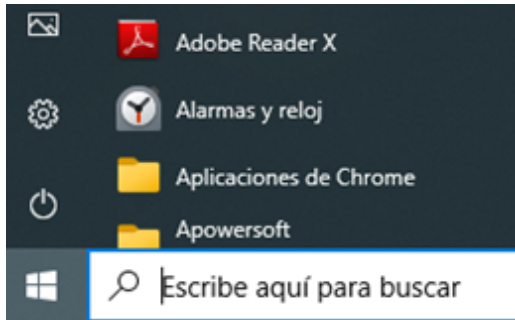 Adobe Reader X
Alarmas y reloj
Aplicaciones de Chrome
Apowersoft
Escribe aquí para buscar